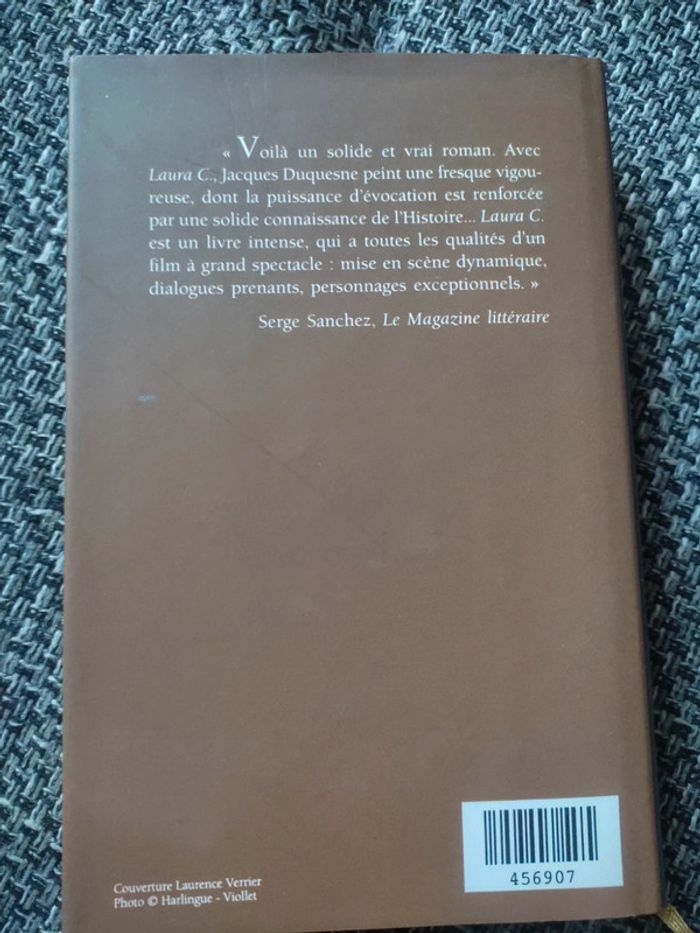 « Voilà un solide et vrai roman. Avec
Laura C., Jacques Duquesne peint une fresque vigou-
reuse, dont la puissance d'évocation est renforcée
par une solide connaissance de l'Histoire... Laura C.
est un livre intense, qui a toutes les qualités d'un
film à grand spectacle : mise en scène dynamique,
dialogues prenants, personnages exceptionnels. »
Serge Sanchez, Le Magazine littéraire
456907
Couverture Laurence Verrier
Photo © Harlingue - Viollet